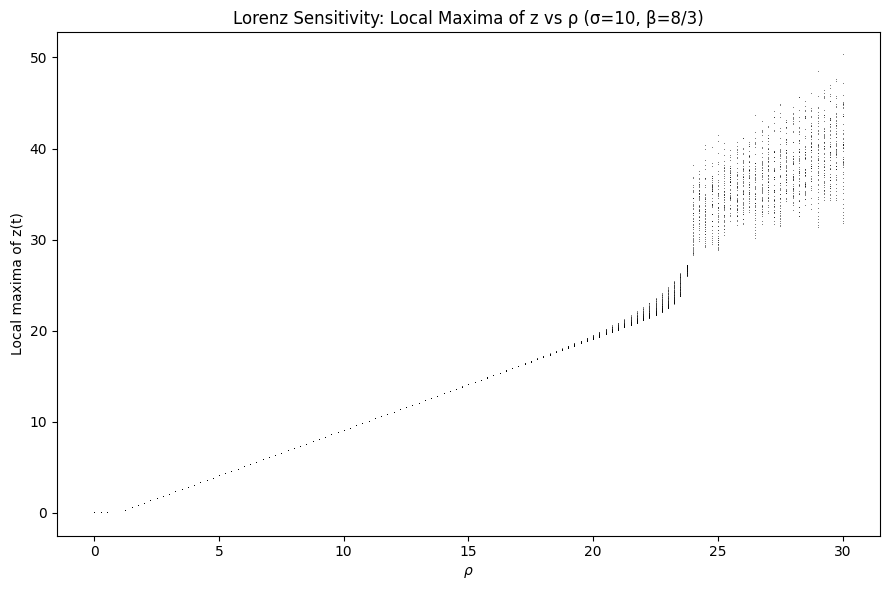 Lorenz Sensitivity: Local Maxima of z vs ρ (σ=10, β=8/3)
Local maxima of z(t)
50
40
30
20
10
0
0 5 10 15 20 25 30
ρ